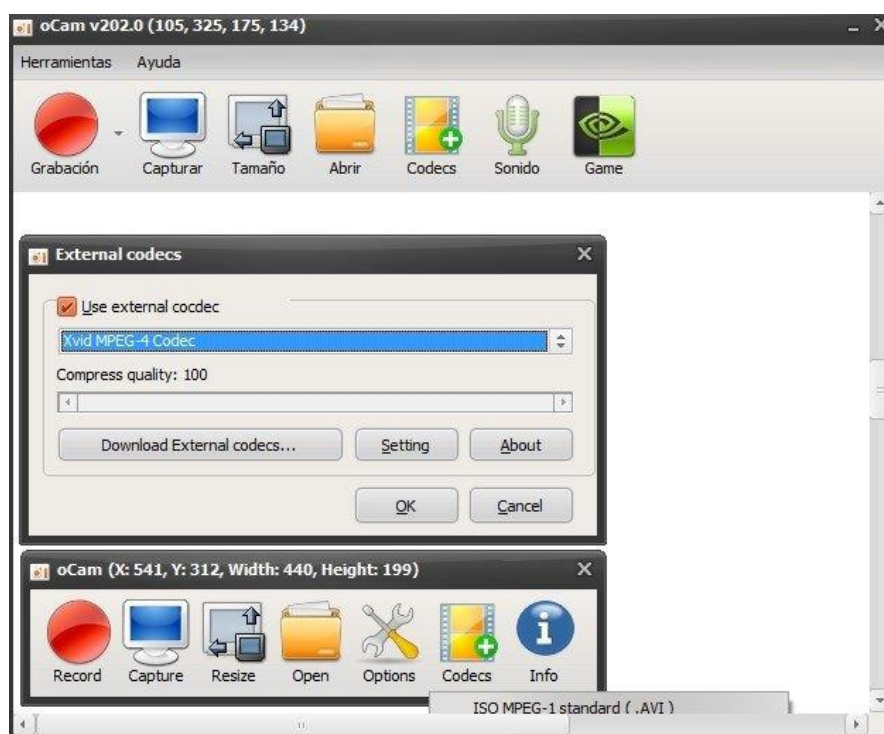 oCam v202.0 (105, 325, 175, 134)
Herramientas Ayuda
Grabación Capturar Tamaño Abrir Codecs Sonido Game
External codecs
Use external cocdec
Xvid MPEG-4 Codec
Compress quality: 100
Download External codecs... Setting About
OK Cancel
oCam (X: 541, Y: 312, Width: 440, Height: 199)
Record Capture Resize Open Options Codecs Info
ISO MPEG-1 standard ( .AVI )